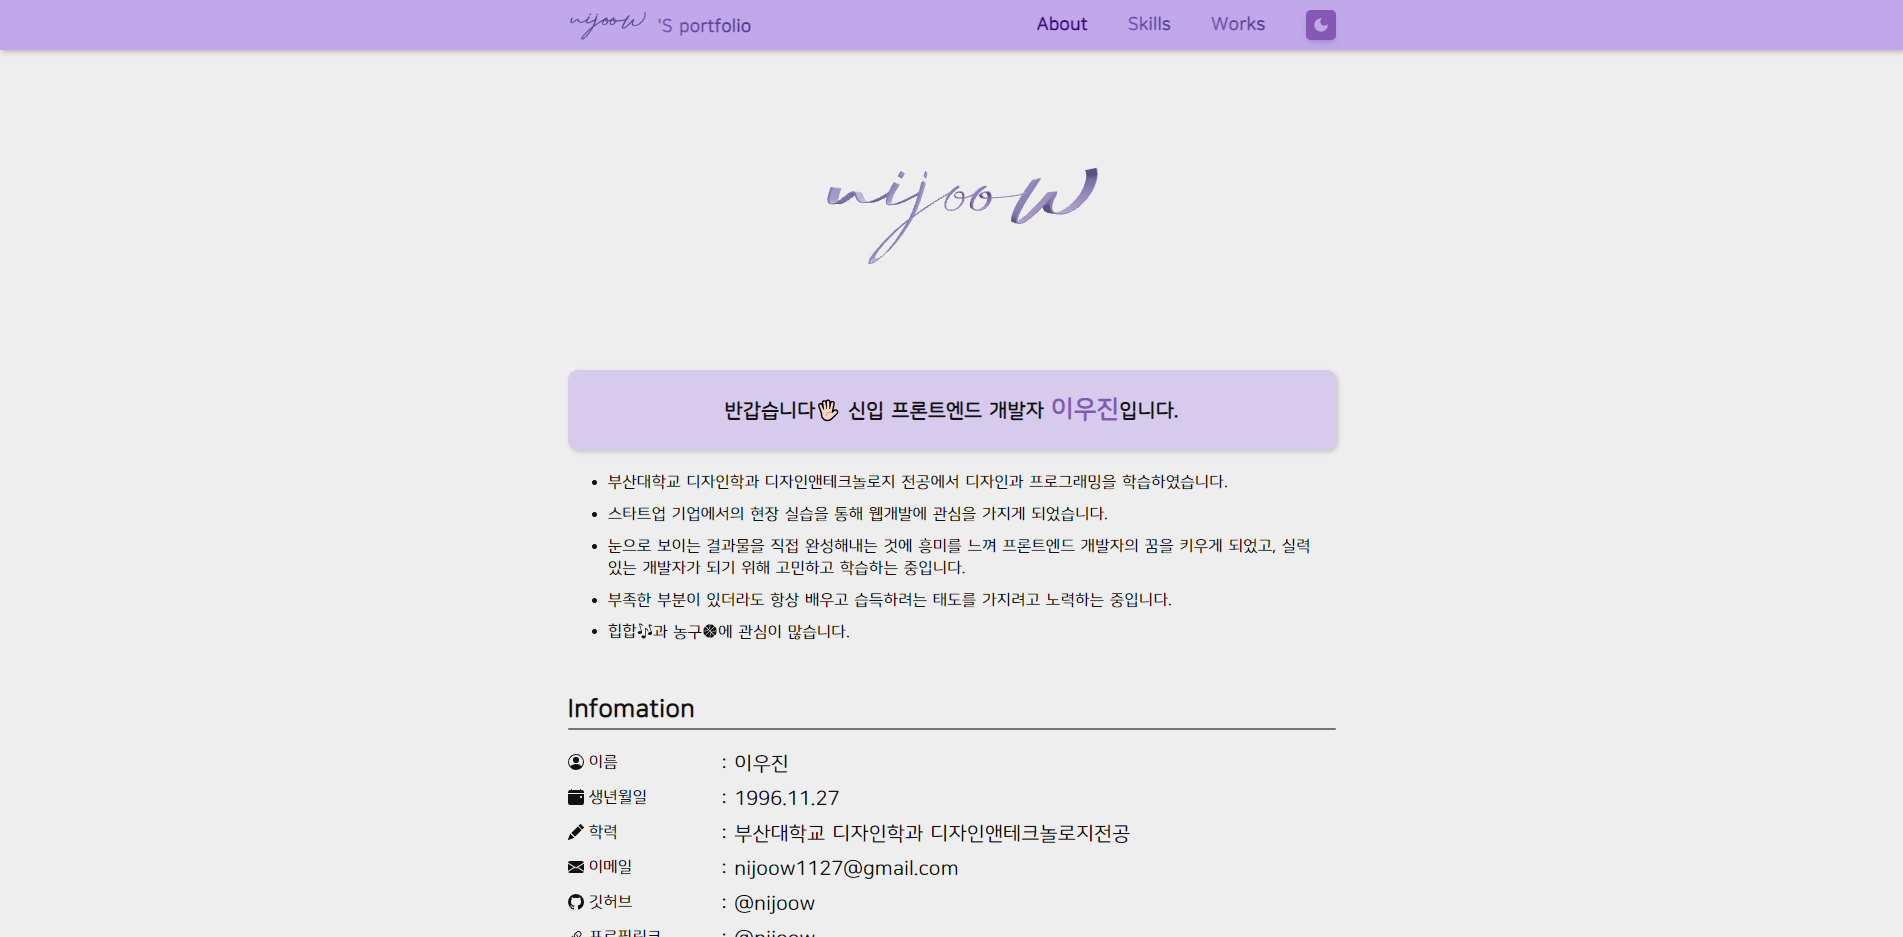 nijooW 'S portfolio About Skills Works
nijooW
반갑습니다🖐 신입 프론트엔드 개발자 이우진입니다.
• 부산대학교 디자인학과 디자인앤테크놀로지 전공에서 디자인과 프로그래밍을 학습하였습니다.
• 스타트업 기업에서의 현장 실습을 통해 웹개발에 관심을 가지게 되었습니다.
• 눈으로 보이는 결과물을 직접 완성해내는 것에 흥미를 느껴 프론트엔드 개발자의 꿈을 키우게 되었고, 실력
있는 개발자가 되기 위해 고민하고 학습하는 중입니다.
• 부족한 부분이 있더라도 항상 배우고 습득하려는 태도를 가지려고 노력하는 중입니다.
• 힙합🎶과 농구🏀에 관심이 많습니다.
Infomation
이름 : 이우진
생년월일 : 1996.11.27
학력 : 부산대학교 디자인학과 디자인앤테크놀로지전공
이메일 : nijoow1127@gmail.com
깃허브 : @nijoow
프로필링크 : @nijoow